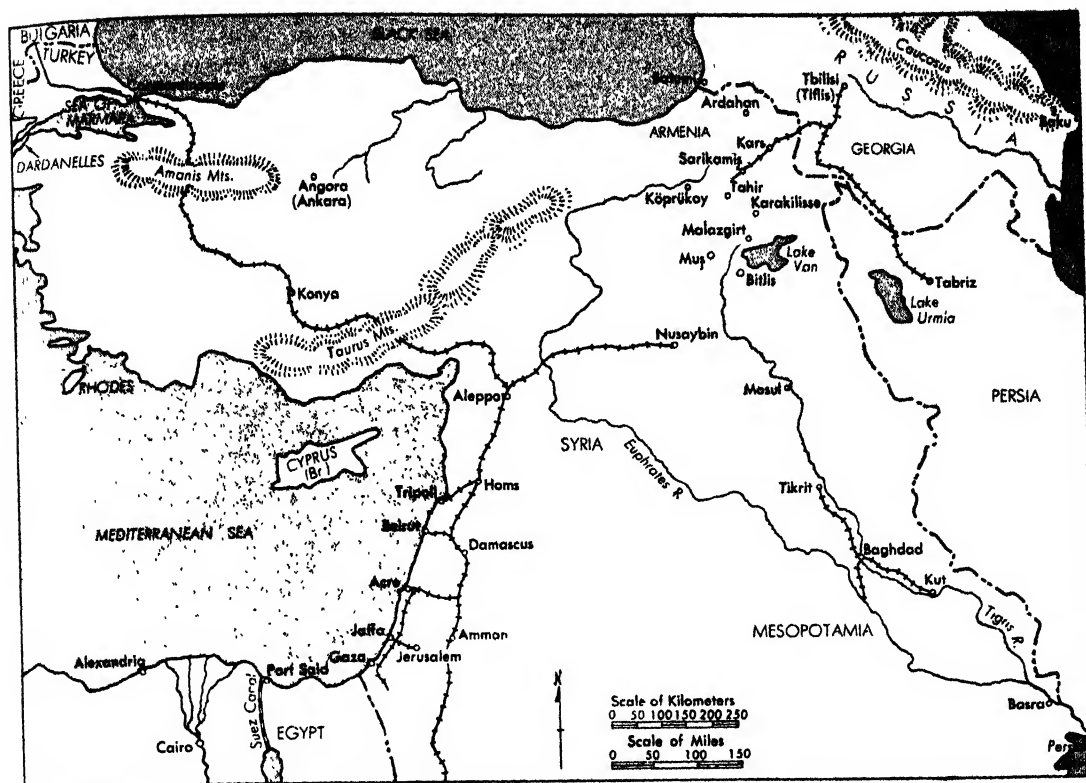 BULGARIA
TURKEY
GREECE
BLACK SEA
SEA OF
MARMARA
DARDANELLES
Amanis Mts.
Angora
(Ankara)
Konya
Taurus Mts.
RHODES
CYPRUS
(Br)
MEDITERRANEAN SEA
Batum
Ardahan
ARMENIA
Kars
Sarikamis
Tahir
Köprüköy
Karakilisse
Malazgirt
Muş
Bitlis
Lake
Van
Tbilisi
(Tiflis)
Caucasus
RUSSIA
Baku
GEORGIA
Tabriz
Lake
Urmia
Nusaybin
Mosul
PERSIA
Aleppo
SYRIA
Euphrates R.
Tripoli
Homs
Beirut
Damascus
Acre
Jaffa
Jerusalem
Amman
Gaza
Tikrit
Baghdad
Kut
Tigris R.
MESOPOTAMIA
Basra
Pers
Alexandria
Port Said
Suez Canal
EGYPT
Cairo
N
Scale of Kilometers
0 50 100 150 200 250
Scale of Miles
0 50 100 150